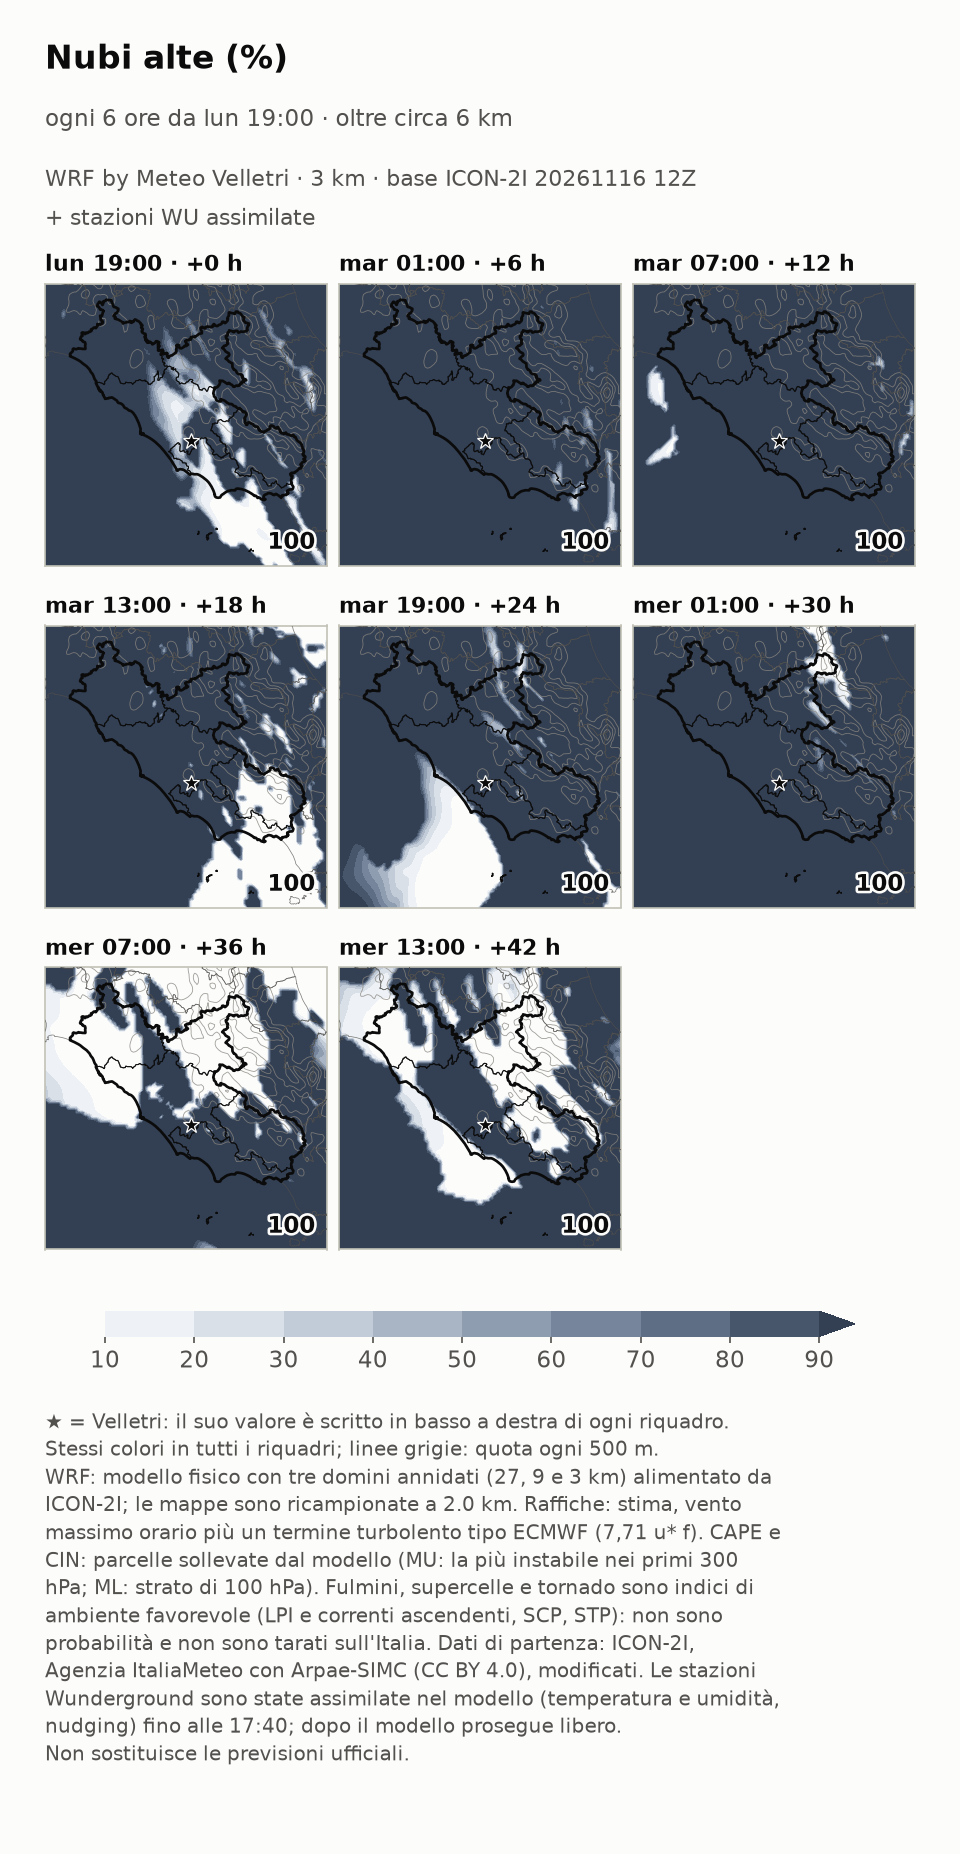 Nubi alte (%)
ogni 6 ore da lun 19:00 · oltre circa 6 km
WRF by Meteo Velletri · 3 km · base ICON-2I 20261116 12Z
+ stazioni WU assimilate
lun 19:00 · +0 h
mar 01:00 · +6 h
mar 07:00 · +12 h
100
100
100
mar 13:00 · +18 h
mar 19:00 · +24 h
mer 01:00 · +30 h
100
100
100
mer 07:00 · +36 h
mer 13:00 · +42 h
100
100
10 20 30 40 50 60 70 80 90
★ = Velletri: il suo valore è scritto in basso a destra di ogni riquadro.
Stessi colori in tutti i riquadri; linee grigie: quota ogni 500 m.
WRF: modello fisico con tre domini annidati (27, 9 e 3 km) alimentato da
ICON-2I; le mappe sono ricampionate a 2.0 km. Raffiche: stima, vento
massimo orario più un termine turbolento tipo ECMWF (7,71 u* f). CAPE e
CIN: parcelle sollevate dal modello (MU: la più instabile nei primi 300
hPa; ML: strato di 100 hPa). Fulmini, supercelle e tornado sono indici di
ambiente favorevole (LPI e correnti ascendenti, SCP, STP): non sono
probabilità e non sono tarati sull'Italia. Dati di partenza: ICON-2I,
Agenzia ItaliaMeteo con Arpae-SIMC (CC BY 4.0), modificati. Le stazioni
Wunderground sono state assimilate nel modello (temperatura e umidità,
nudging) fino alle 17:40; dopo il modello prosegue libero.
Non sostituisce le previsioni ufficiali.